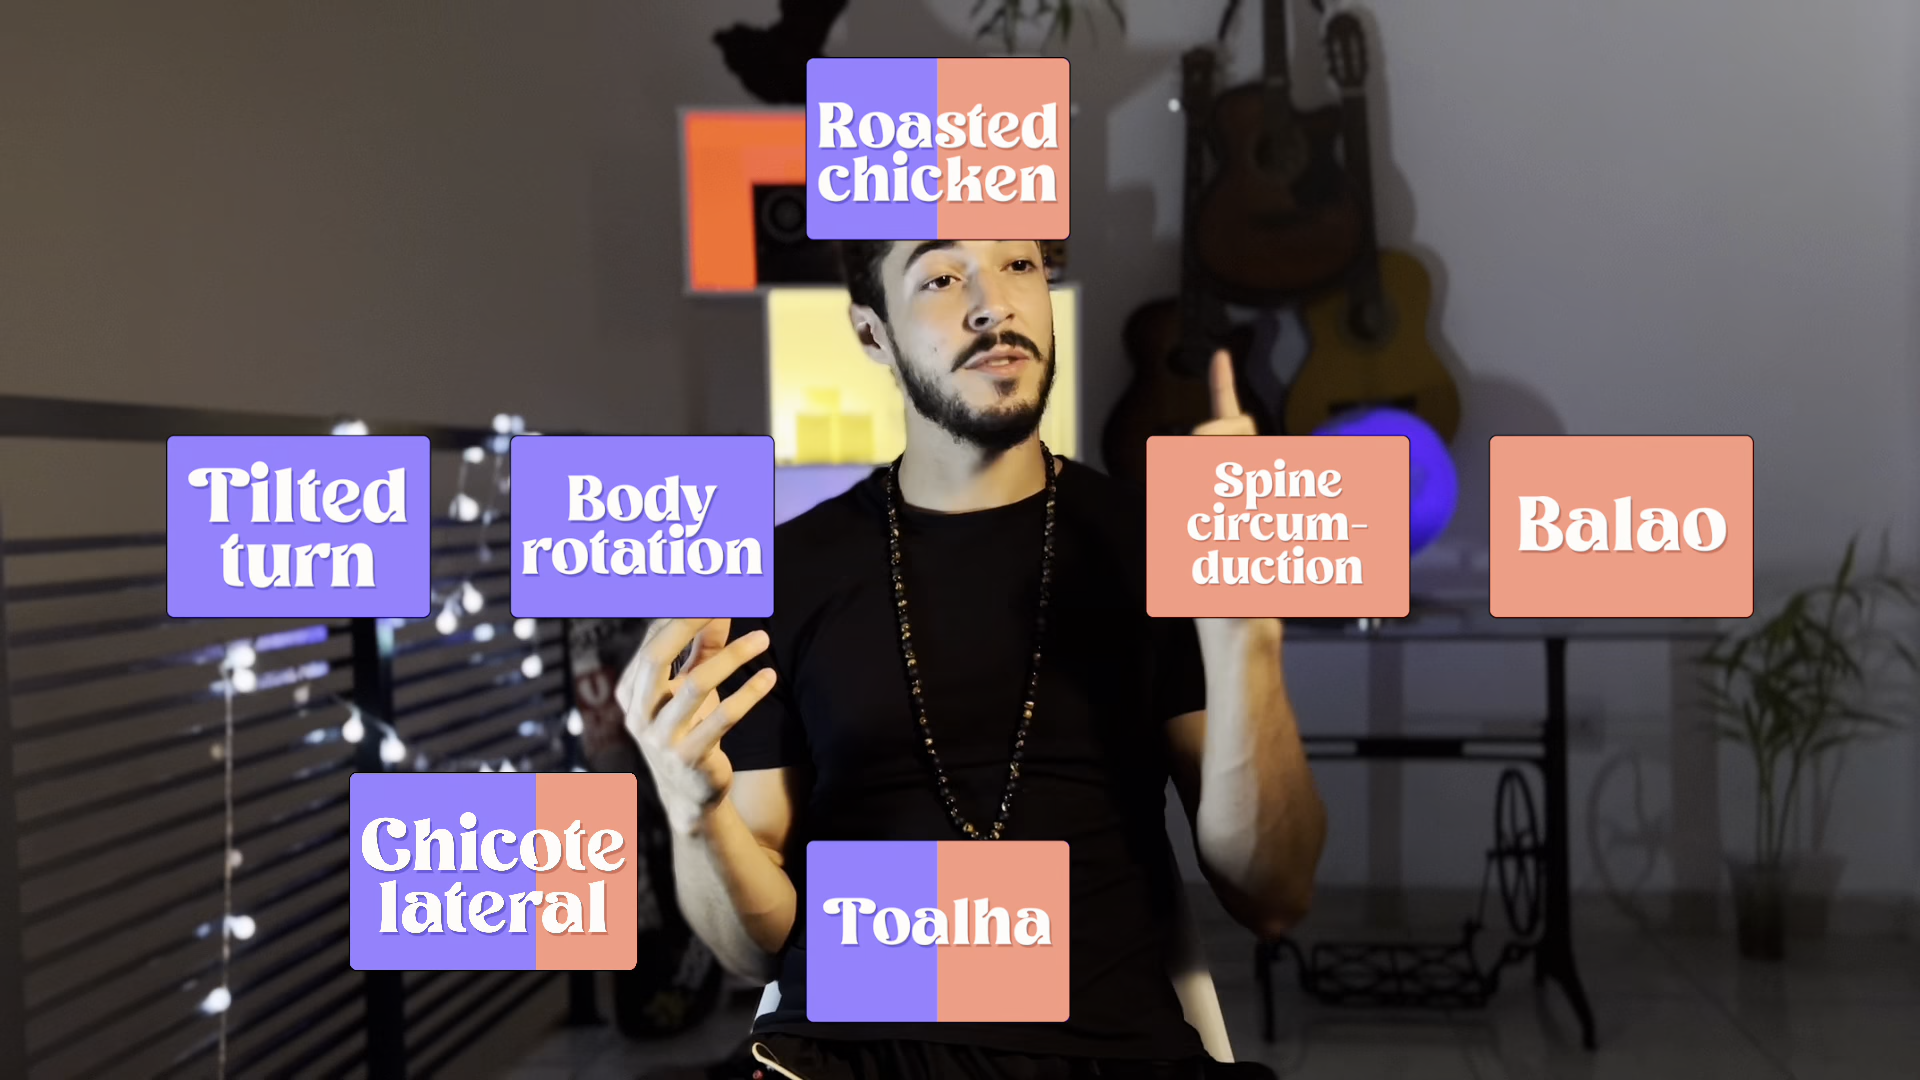 Roasted
chicken
Tilted
turn
Body
rotation
Spine
circum-
duction
Balao
Chicote
lateral
Toalha